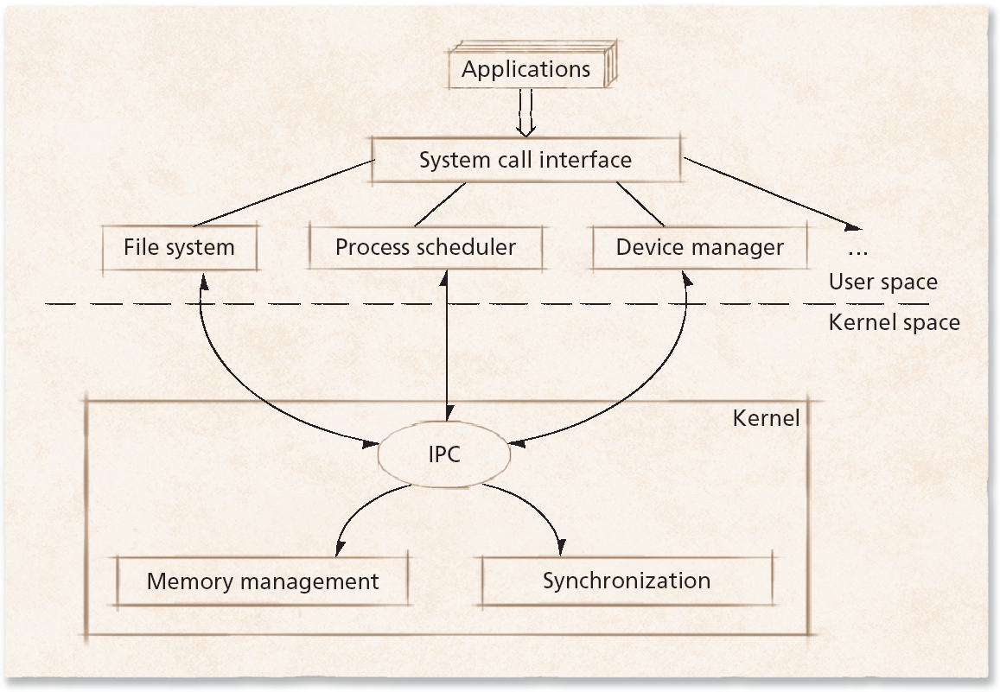 Applications
System call interface
File system
Process scheduler
Device manager
...
User space
Kernel space
Kernel
IPC
Memory management
Synchronization